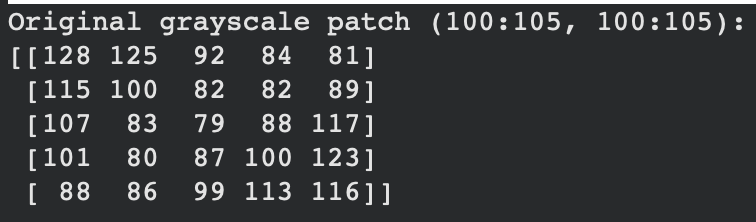 Original grayscale patch (100:105, 100:105):
[[128 125  92  84  81]
 [115 100  82  82  89]
 [107  83  79  88 117]
 [101  80  87 100 123]
 [ 88  86  99 113 116]]